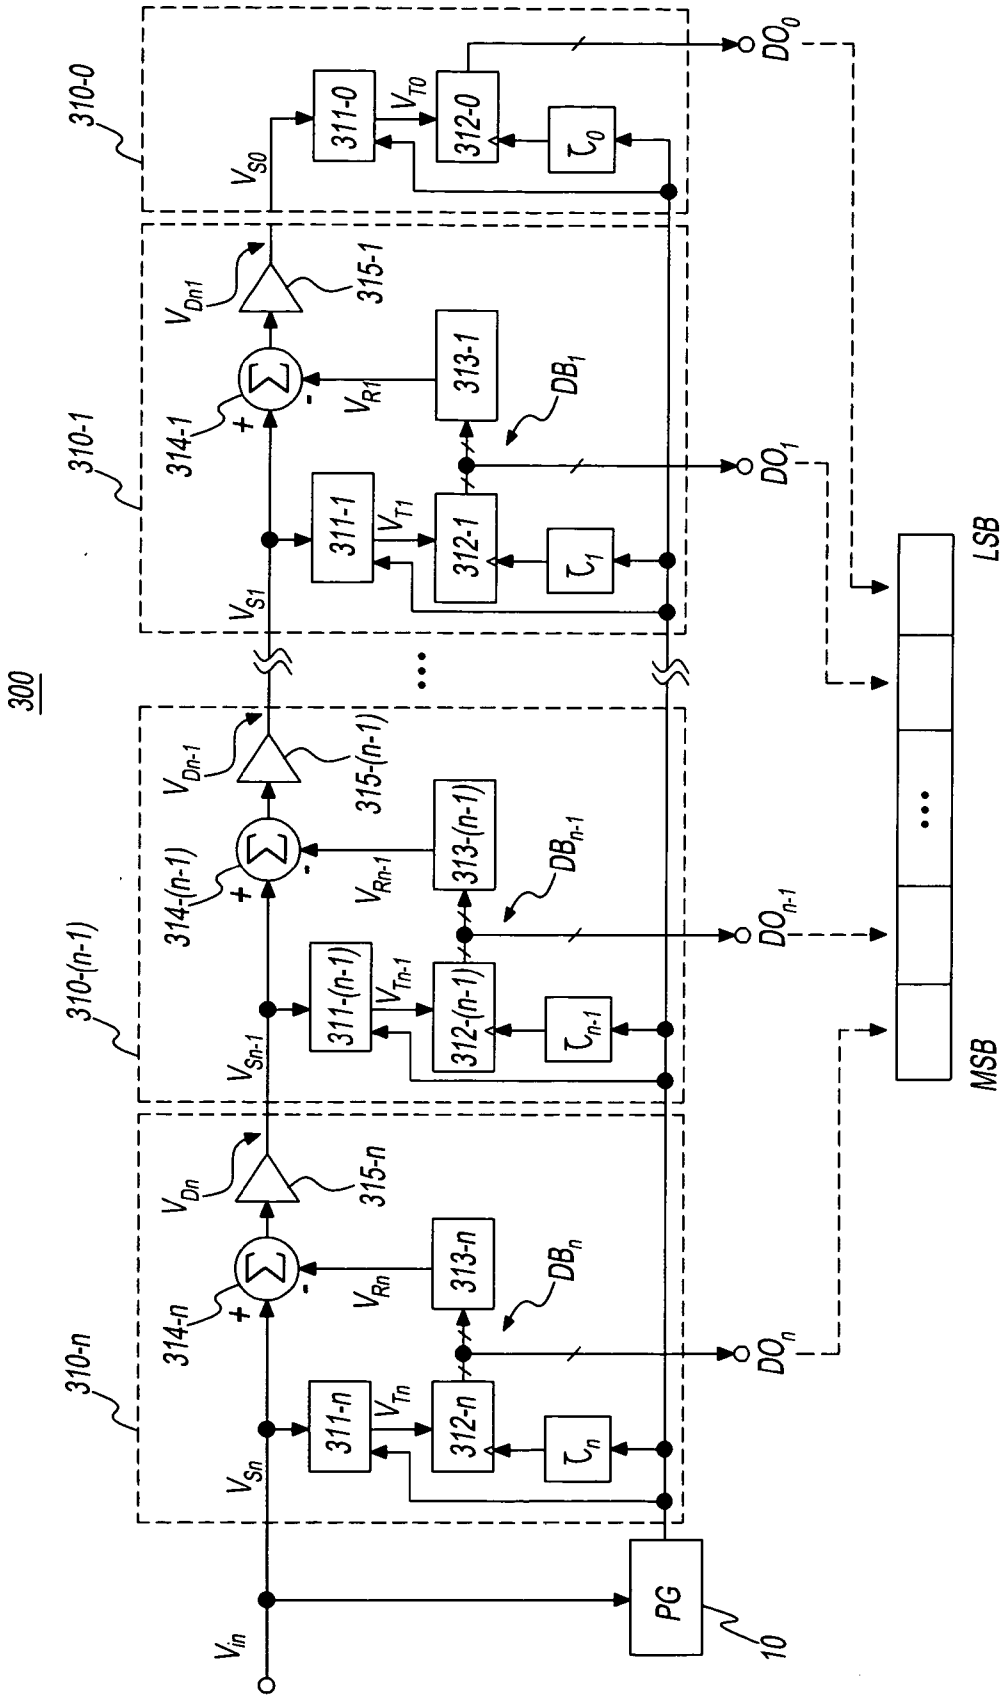 300
310-n
310-(n-1)
310-1
310-0
V_in
V_Sn
314-n
+
Σ
-
V_Dn
315-n
V_Sn-1
314-(n-1)
+
Σ
-
V_Dn-1
315-(n-1)
V_S1
314-1
+
Σ
-
V_Dn1
315-1
V_S0
311-n
V_Tn
V_Rn
311-(n-1)
V_Tn-1
V_Rn-1
...
311-1
V_T1
V_R1
311-0
V_T0
312-n
313-n
312-(n-1)
313-(n-1)
312-1
313-1
312-0
τ_n
DB_n
τ_n-1
DB_n-1
τ_1
DB_1
τ_0
PG
10
DO_n
DO_n-1
DO_1
DO_0
...
MSB
LSB